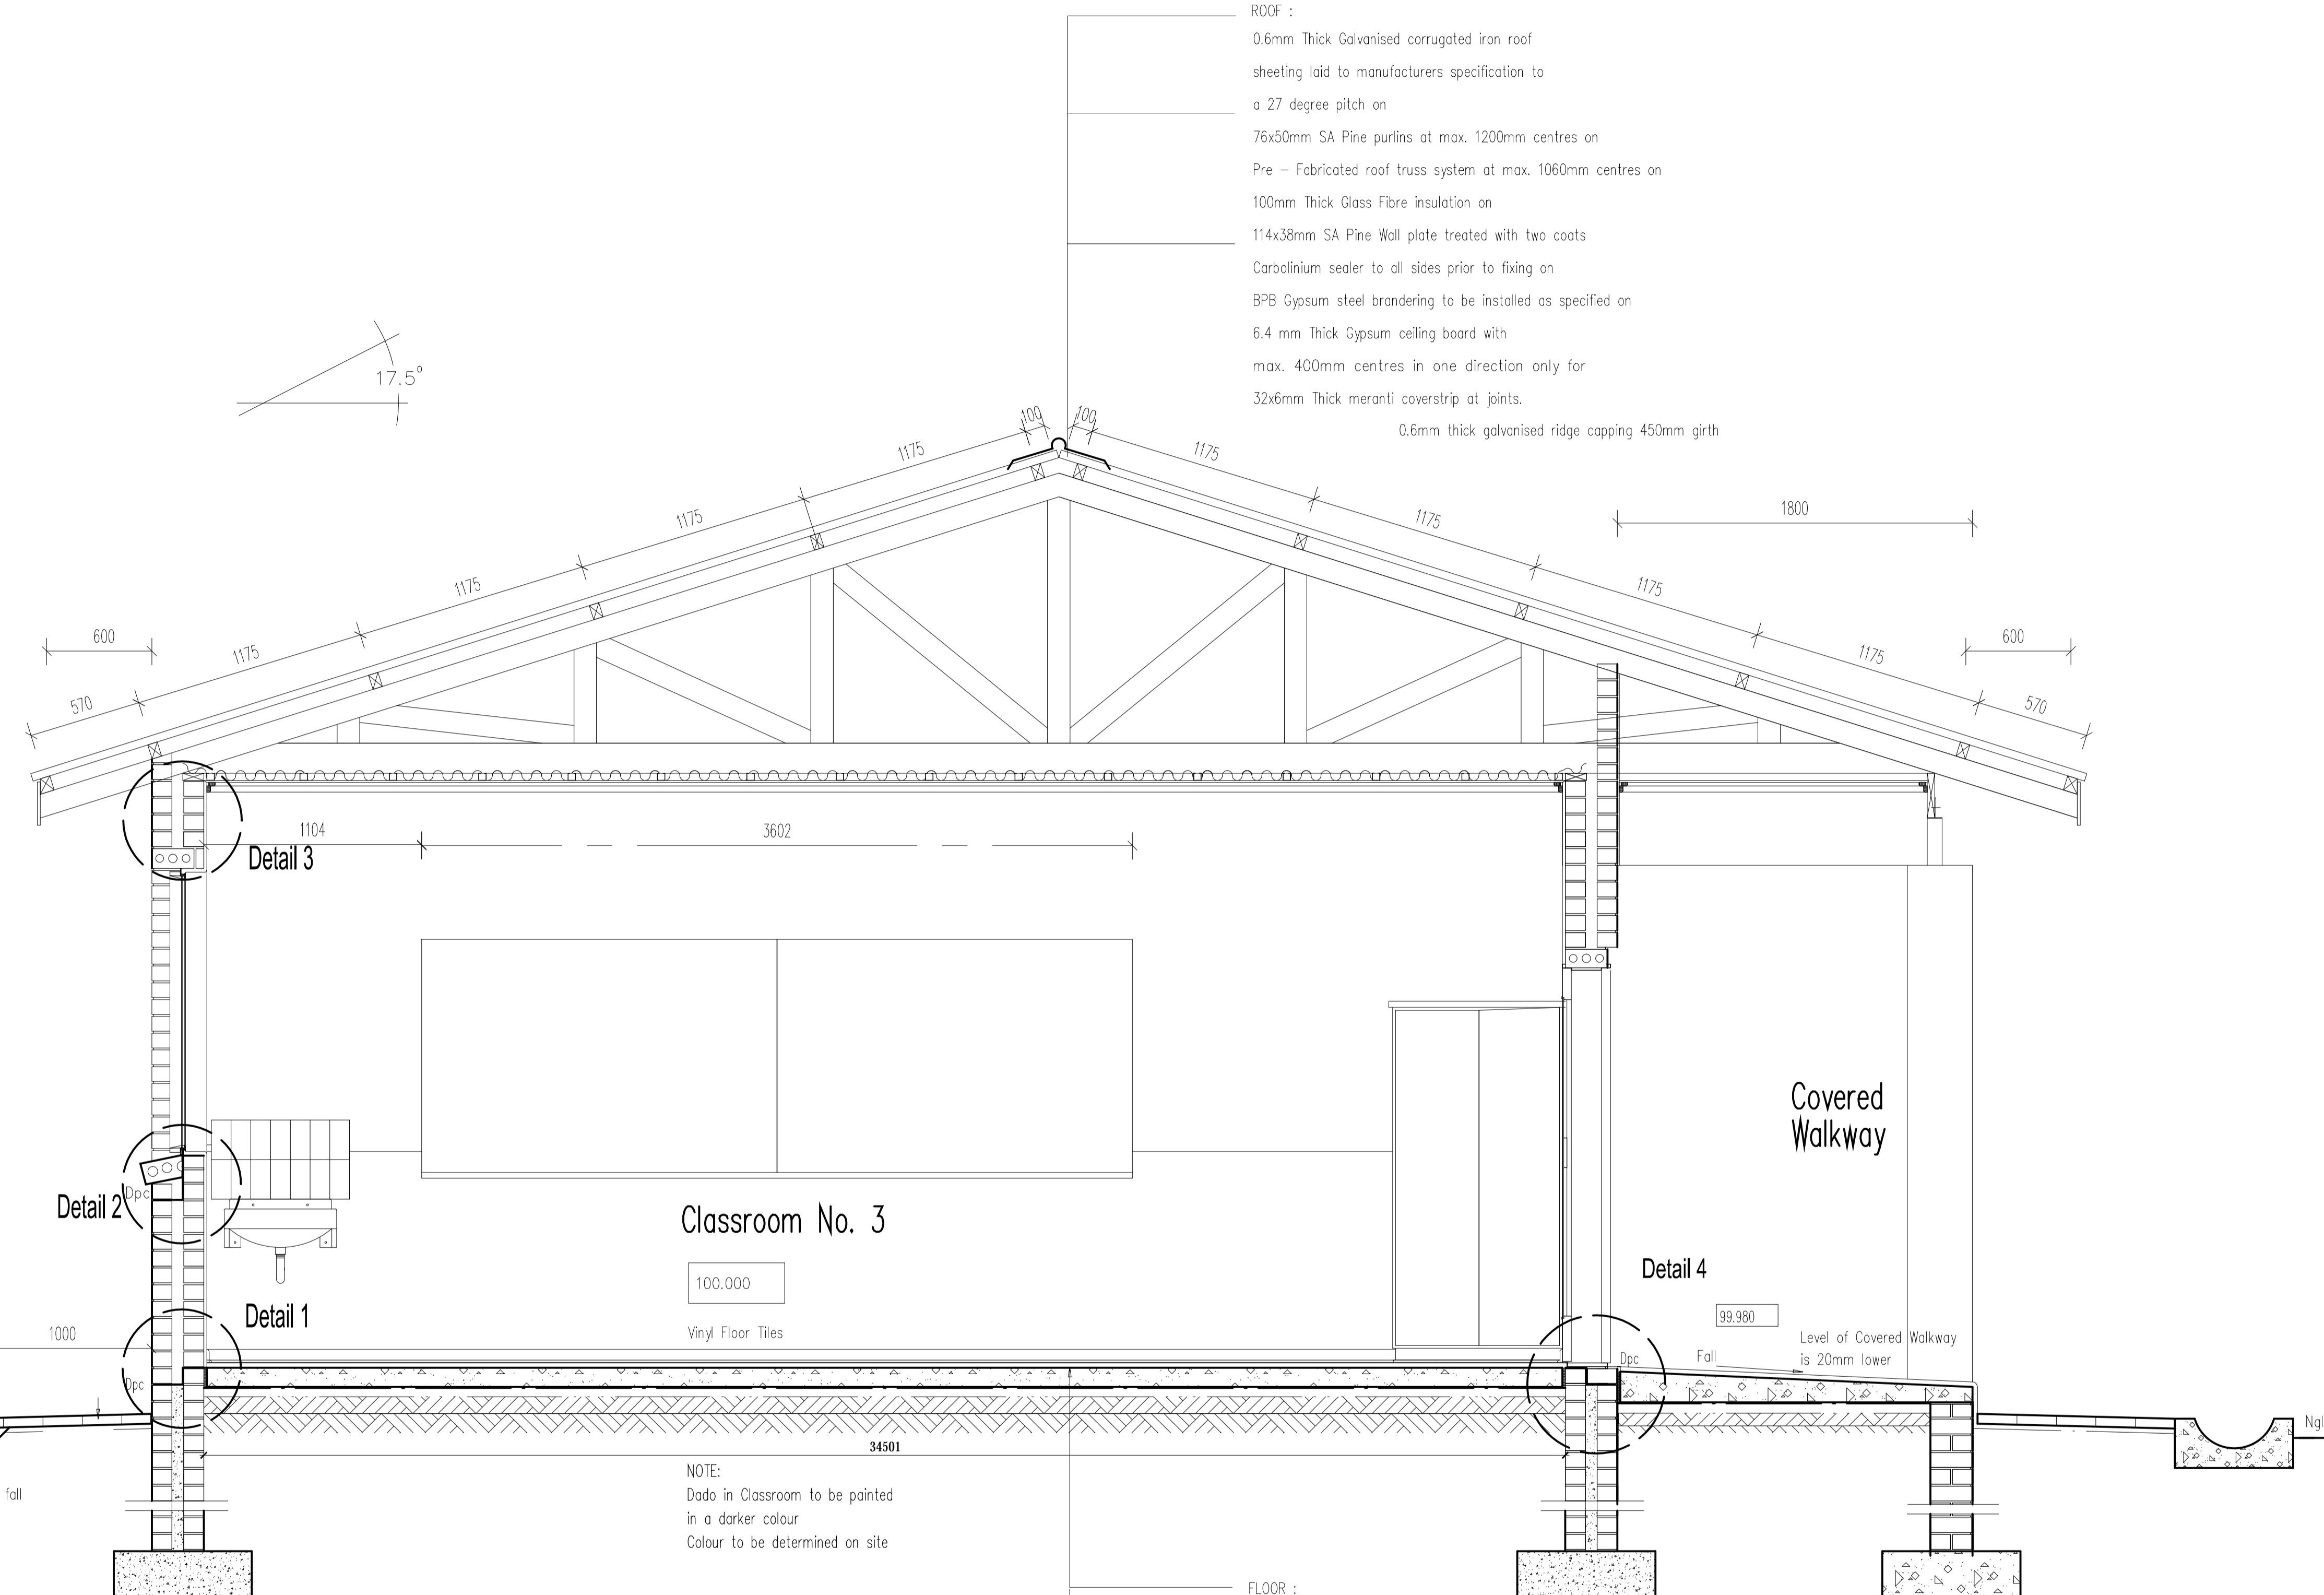 ROOF :
0.6mm Thick Galvanised corrugated iron roof
sheeting laid to manufacturers specification to
a 27 degree pitch on
76x50mm SA Pine purlins at max. 1200mm centres on
Pre - Fabricated roof truss system at max. 1060mm centres on
100mm Thick Glass Fibre insulation on
114x38mm SA Pine Wall plate treated with two coats
Carbolinium sealer to all sides prior to fixing on
BPB Gypsum steel brandering to be installed as specified on
6.4 mm Thick Gypsum ceiling board with
max. 400mm centres in one direction only for
32x6mm Thick meranti coverstrip at joints.
0.6mm thick galvanised ridge capping 450mm girth
17.5°
100
100
1175
1175
1175
1175
1800
1175
1175
600
600
1175
1175
570
570
1104
3602
Detail 3
Covered
Walkway
Dpc
Detail 2
Classroom No. 3
Detail 4
100.000
Detail 1
99.980
1000
Vinyl Floor Tiles
Level of Covered Walkway
is 20mm lower
Fall
Dpc
Dpc
Ngl
34501
NOTE:
Dado in Classroom to be painted
in a darker colour
Colour to be determined on site
fall
FLOOR :